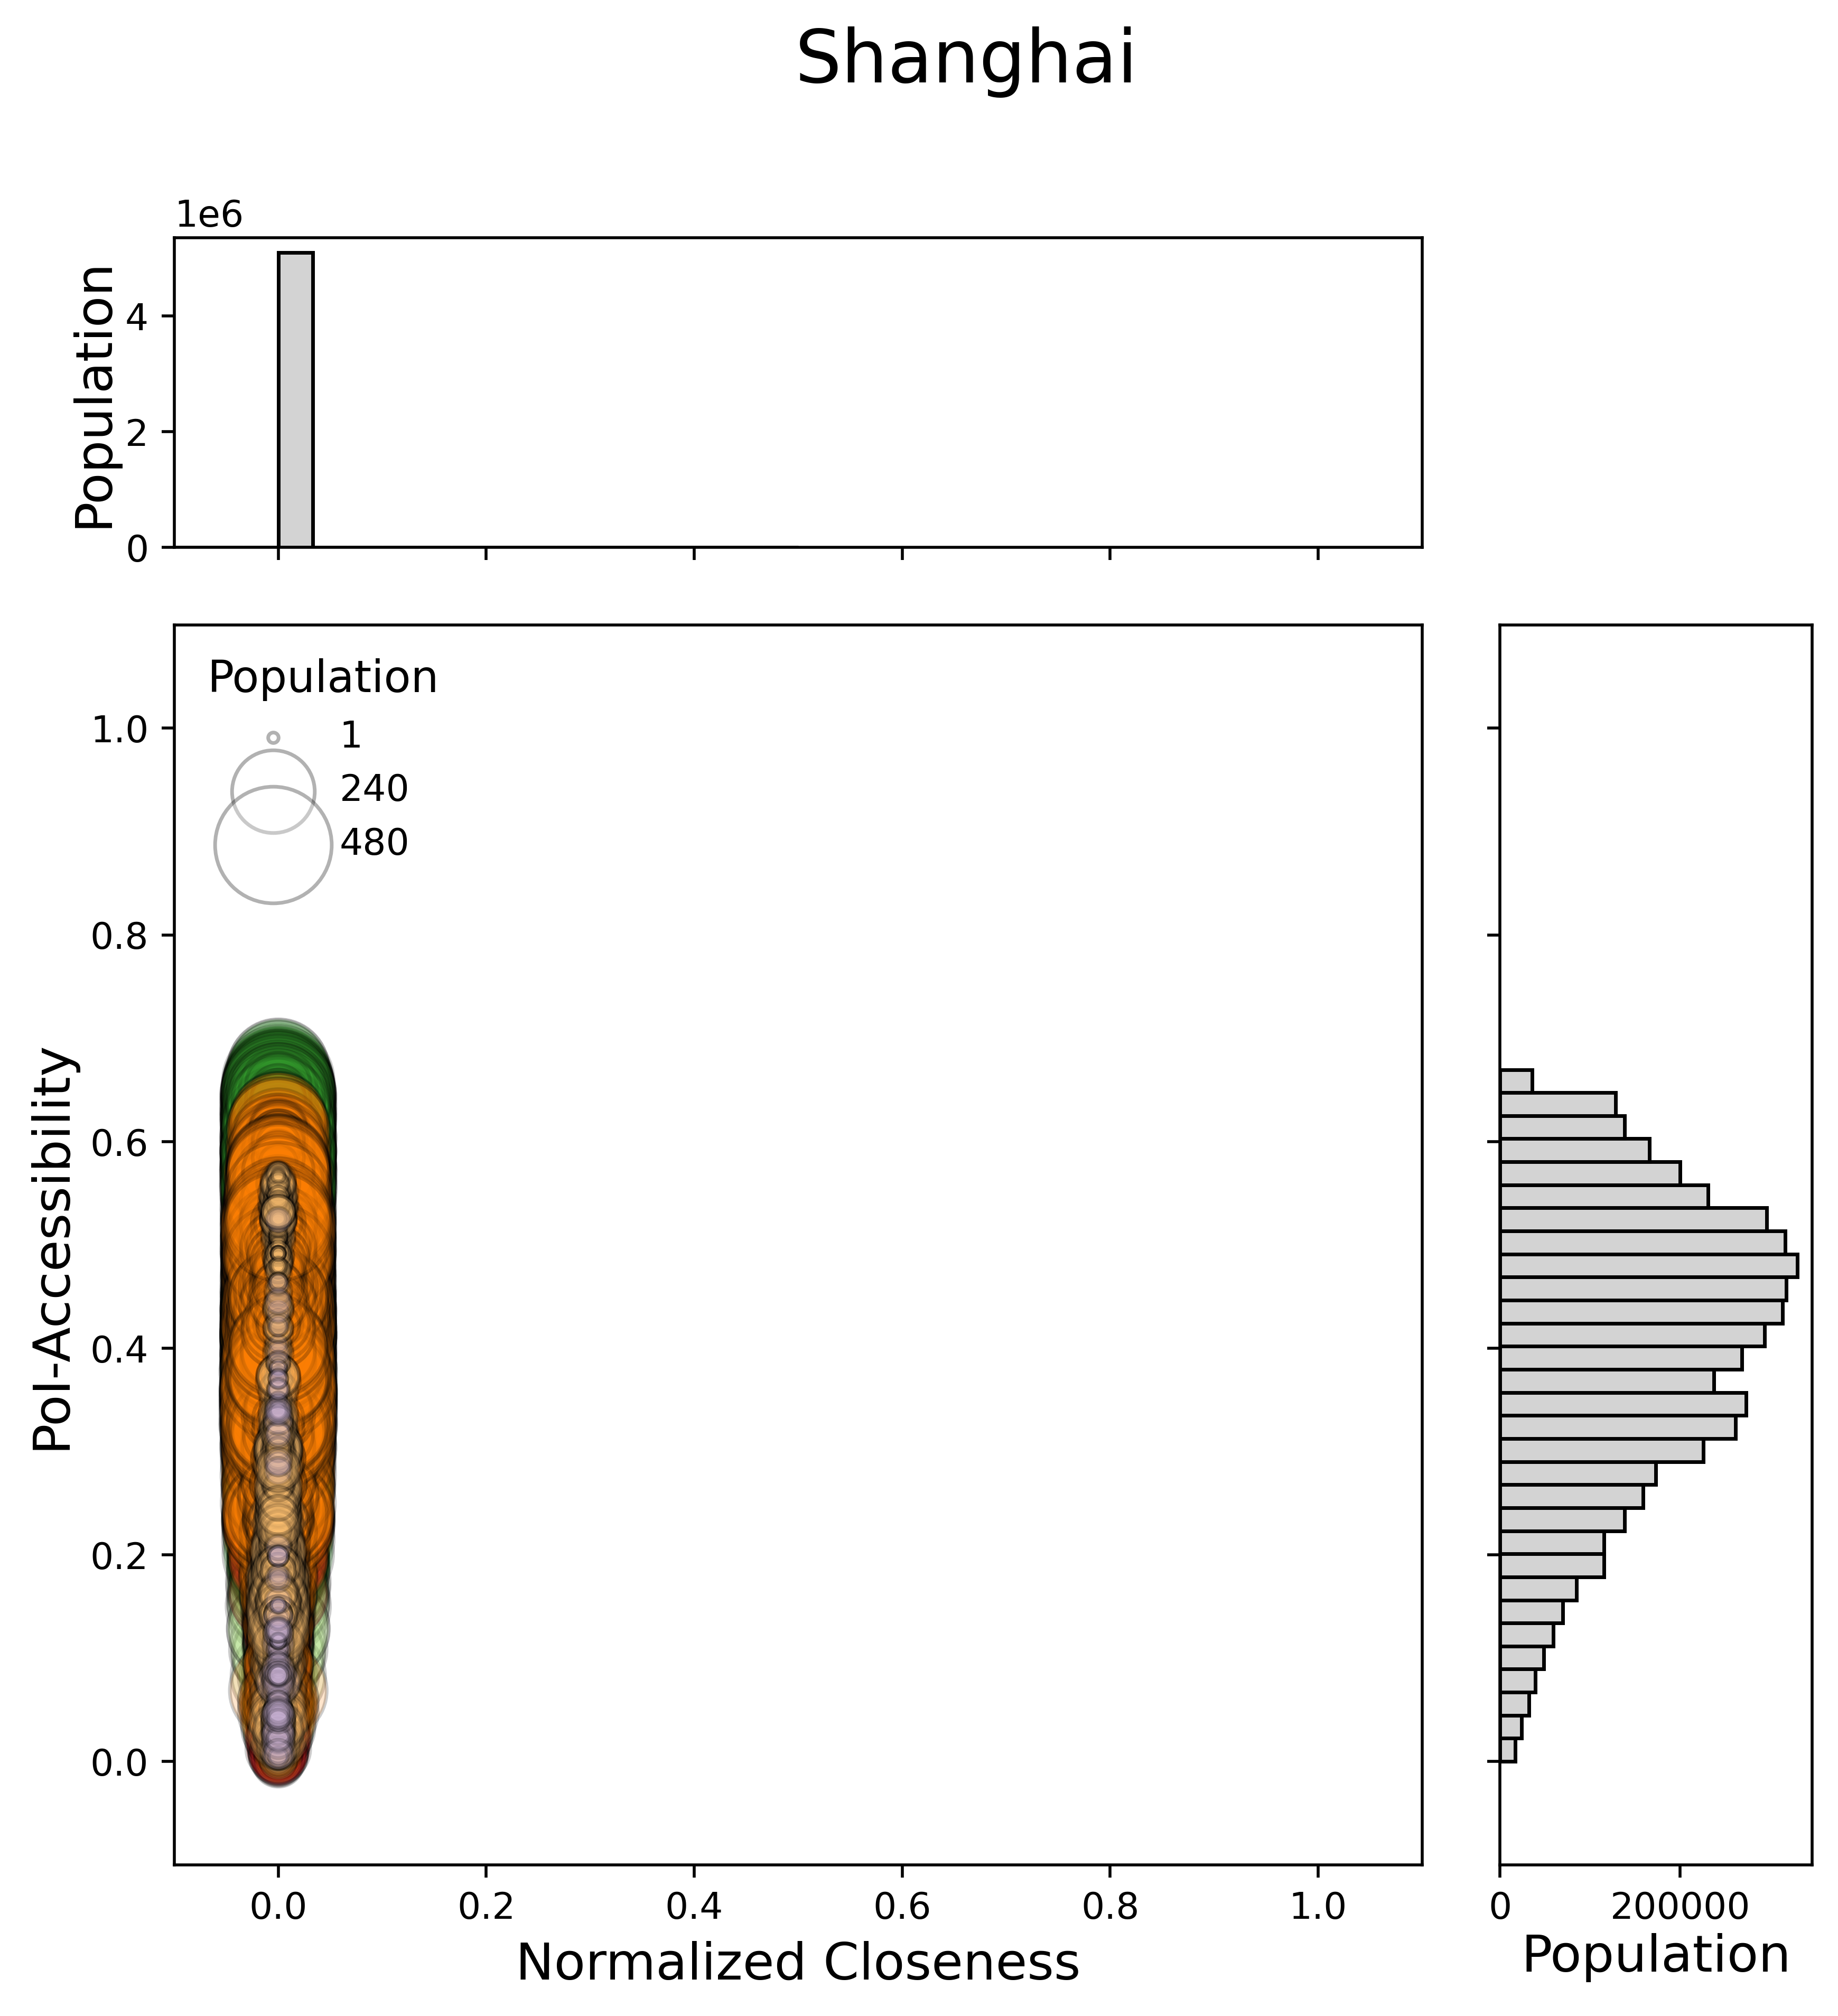 Shanghai
1e6
Population
4
2
0
Population
1
240
480
1.0
0.8
0.6
0.4
0.2
0.0
Pol-Accessibility
0.0 0.2 0.4 0.6 0.8 1.0
Normalized Closeness
0 200000
Population